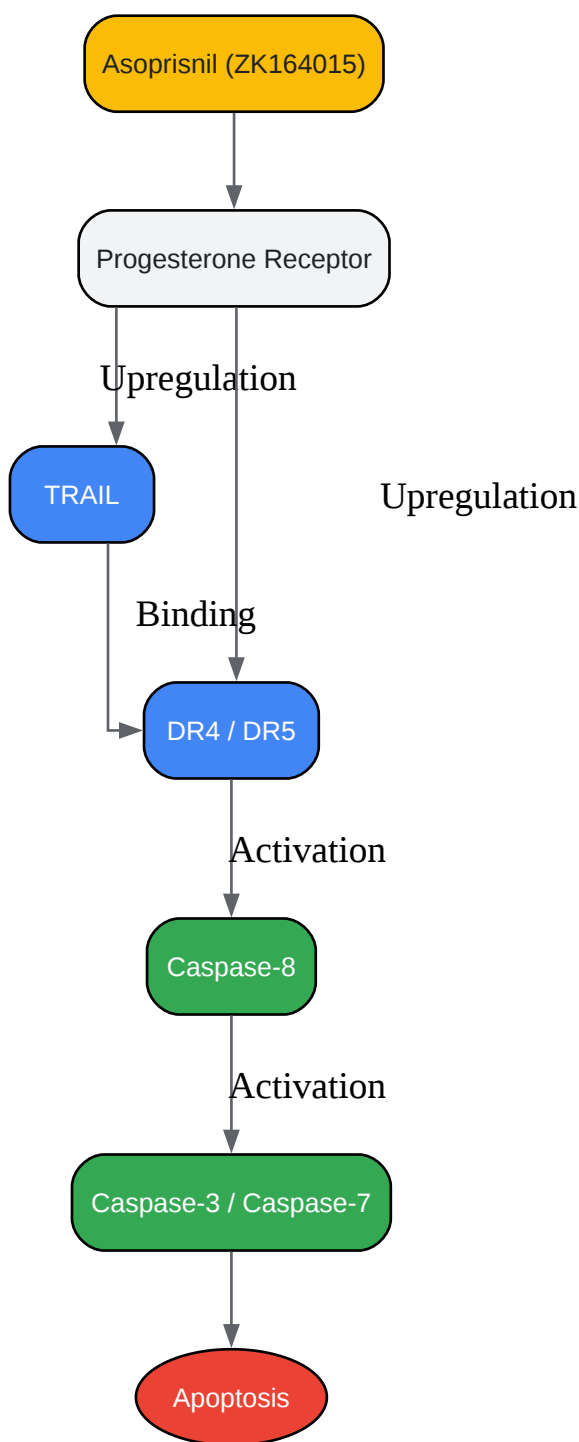 Asoprisnil (ZK164015)
Progesterone Receptor
Upregulation
TRAIL
Upregulation
Binding
DR4 / DR5
Activation
Caspase-8
Activation
Caspase-3 / Caspase-7
Apoptosis